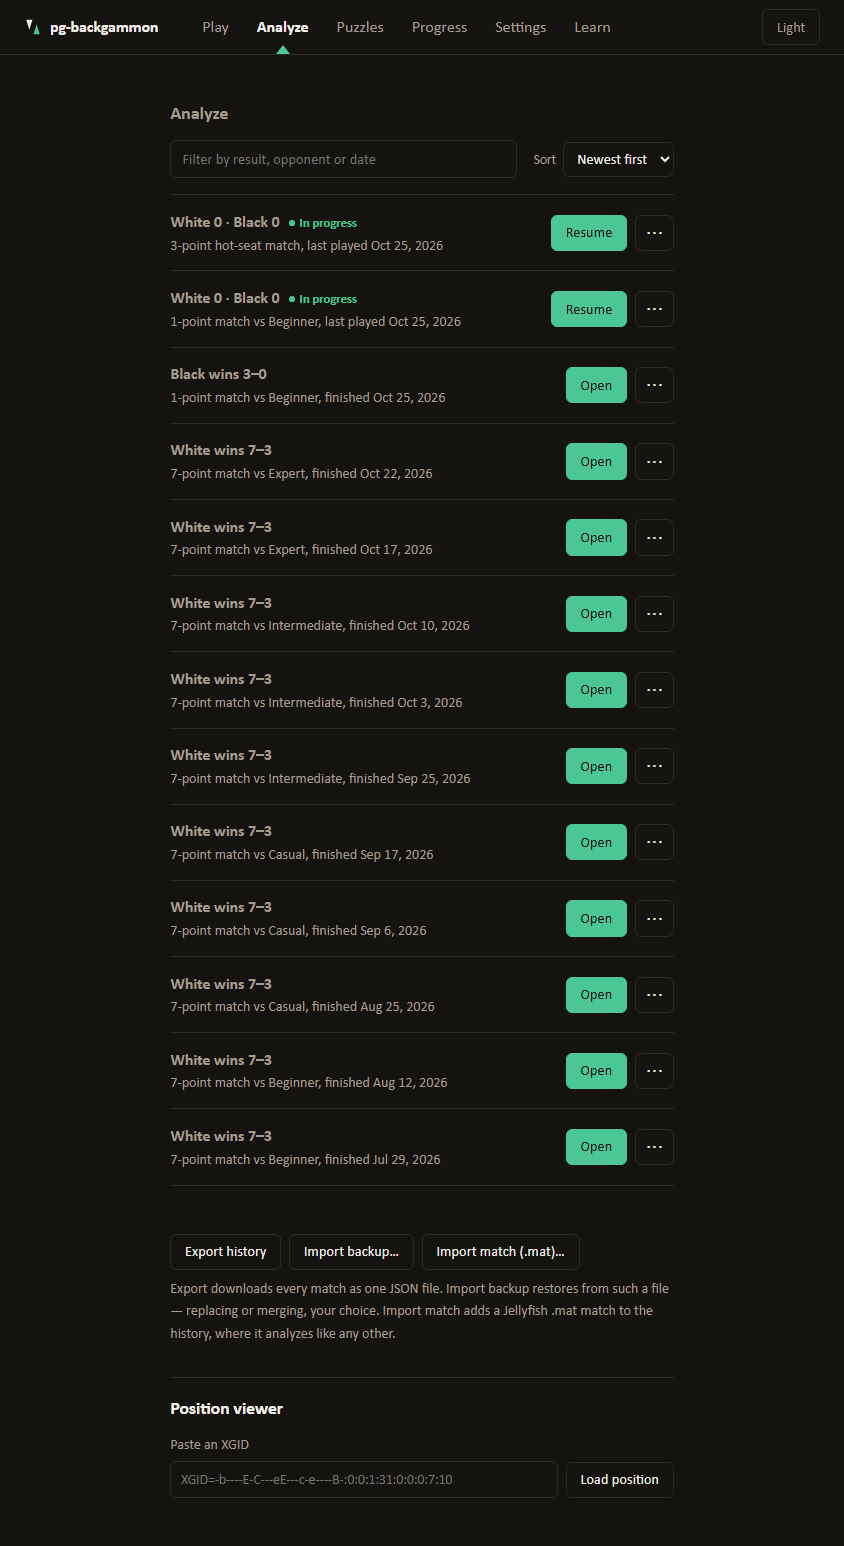 pg-backgammon Play Analyze Puzzles Progress Settings Learn Light
Analyze
Filter by result, opponent or date Sort Newest first
White 0 · Black 0 In progress
3-point hot-seat match, last played Oct 25, 2026
Resume ···
White 0 · Black 0 In progress
1-point match vs Beginner, last played Oct 25, 2026
Resume ···
Black wins 3–0
1-point match vs Beginner, finished Oct 25, 2026
Open ···
White wins 7–3
7-point match vs Expert, finished Oct 22, 2026
Open ···
White wins 7–3
7-point match vs Expert, finished Oct 17, 2026
Open ···
White wins 7–3
7-point match vs Intermediate, finished Oct 10, 2026
Open ···
White wins 7–3
7-point match vs Intermediate, finished Oct 3, 2026
Open ···
White wins 7–3
7-point match vs Intermediate, finished Sep 25, 2026
Open ···
White wins 7–3
7-point match vs Casual, finished Sep 17, 2026
Open ···
White wins 7–3
7-point match vs Casual, finished Sep 6, 2026
Open ···
White wins 7–3
7-point match vs Casual, finished Aug 25, 2026
Open ···
White wins 7–3
7-point match vs Beginner, finished Aug 12, 2026
Open ···
White wins 7–3
7-point match vs Beginner, finished Jul 29, 2026
Open ···
Export history Import backup... Import match (.mat)...
Export downloads every match as one JSON file. Import backup restores from such a file
— replacing or merging, your choice. Import match adds a Jellyfish .mat match to the
history, where it analyzes like any other.
Position viewer
Paste an XGID
XGID=-b----E-C---eE---c-e----B-:0:0:1:31:0:0:0:7:10 Load position